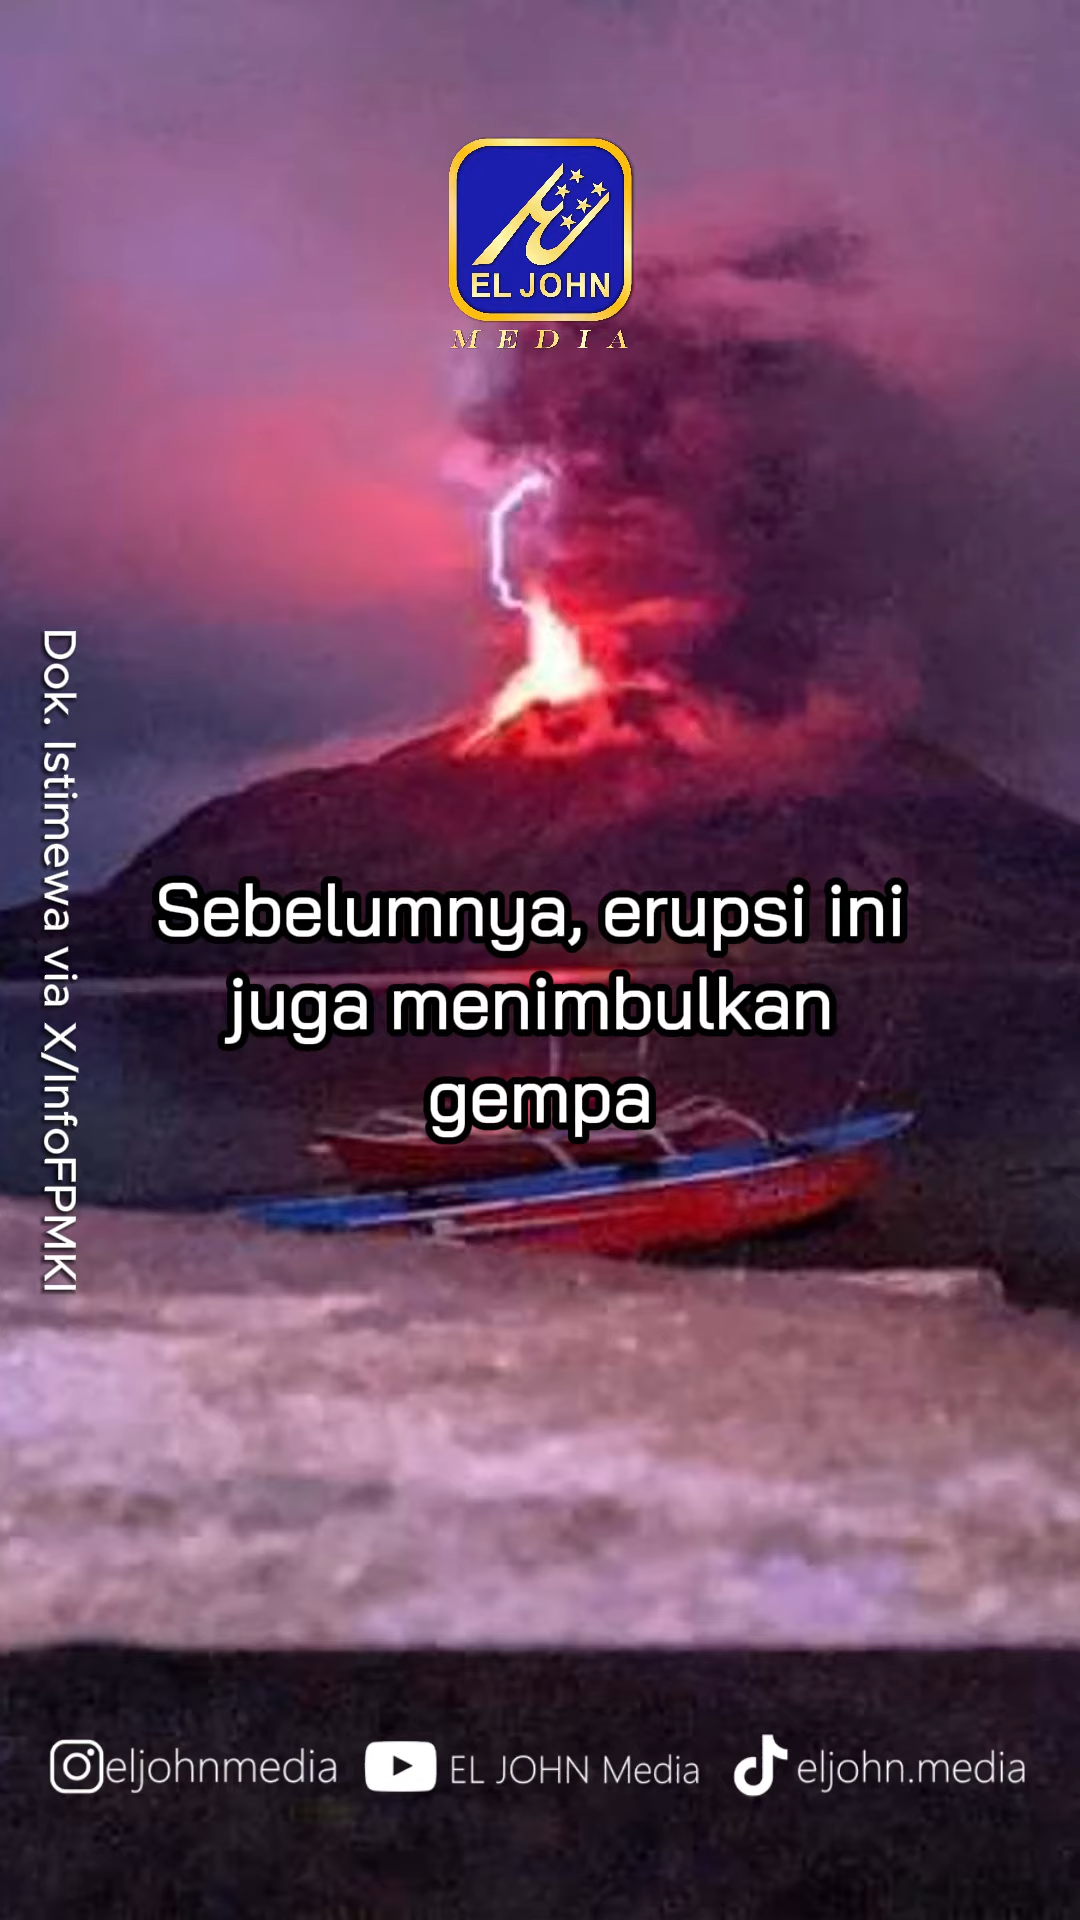 EL JOHN
MEDIA
Dok. Istimewa via X/InfoFPMKI
Sebelumnya, erupsi ini
juga menimbulkan
gempa
eljohnmedia
EL JOHN Media
eljohn.media